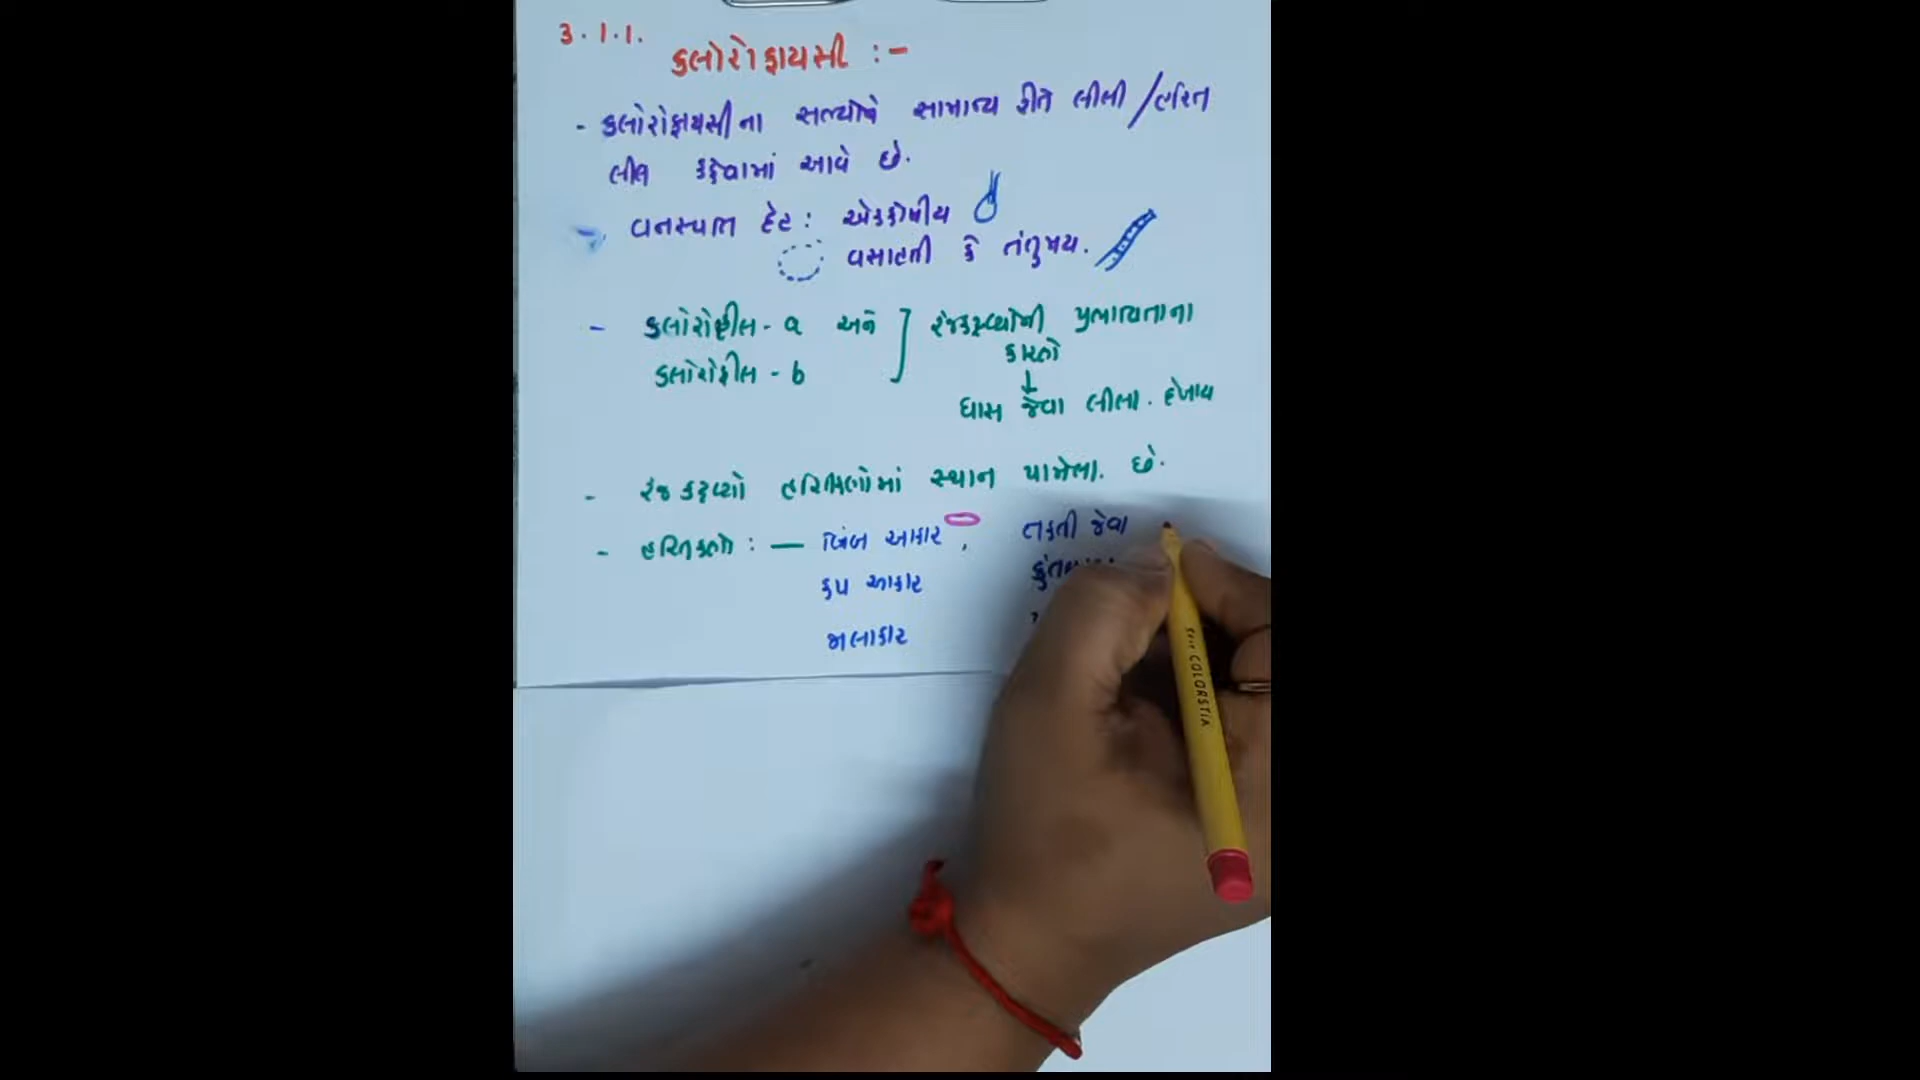 3.1.1.
ક્લોરોફાયસી :-
- ક્લોરોફાયસીના સભ્યોને સામાન્ય રીતે લીલી / હરિત
લીલ કહેવામાં આવે છે.
- વનસ્પતિ દેહ : એકકોષીય
વસાહતી કે તંતુમય.
- ક્લોરોફીલ - a અને ] રંજકદ્રવ્યોની પ્રભાવિતાના
કારણે
ક્લોરોફીલ - b
↓
ઘાસ જેવા લીલા. દેખાય
- રંજકદ્રવ્યો હરિતકણોમાં સ્થાન પામેલા. છે.
- હરિતકણો : — બિંબ આકાર , તકતી જેવા
કપ આકાર
જાલાકાર
COLORSTIX